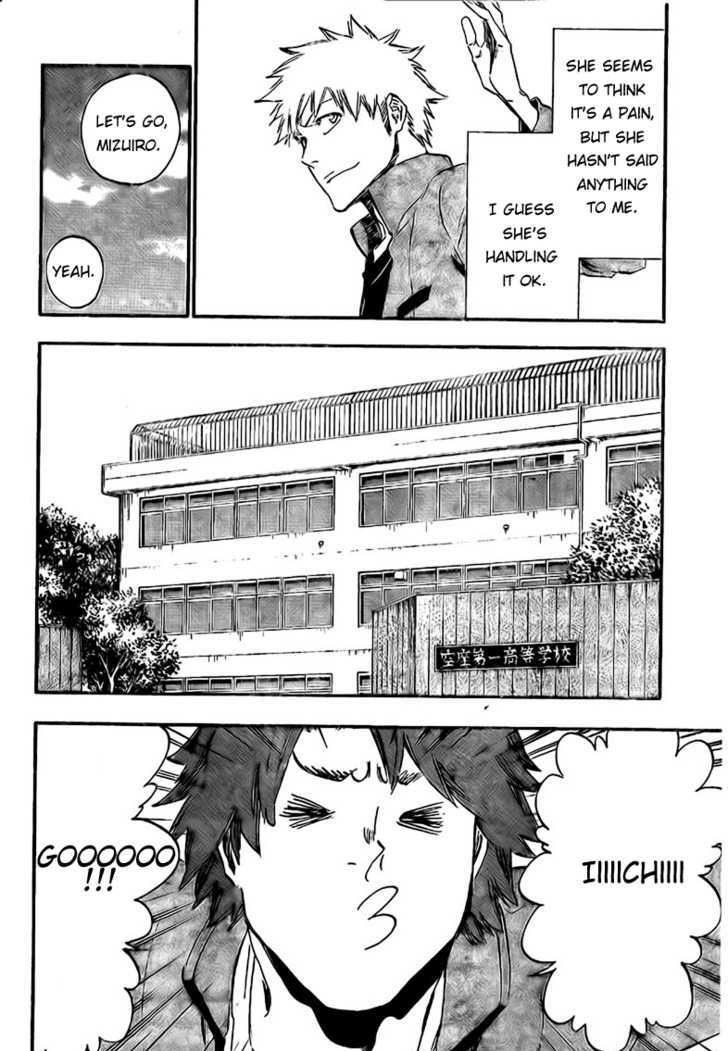 SHE SEEMS
TO THINK
IT'S A PAIN,
BUT SHE
HASN'T SAID
ANYTHING
TO ME.
I GUESS
SHE'S
HANDLING
IT OK.
LET'S GO,
MIZUIRO.
YEAH.
空座第一高等学校
IIIIICHIIII
GOOOOOO
!!!